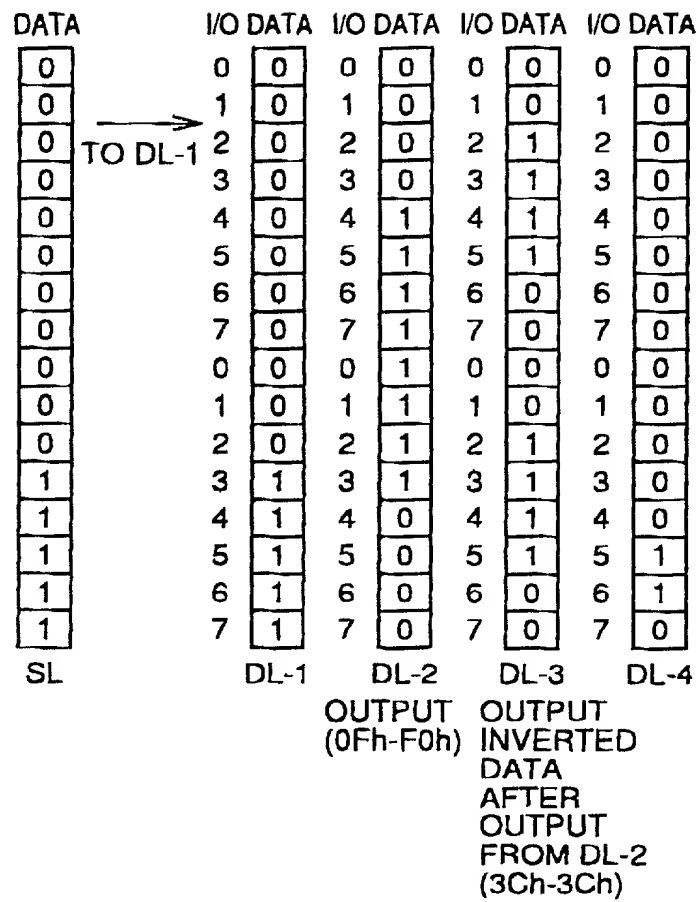 DATA I/O DATA I/O DATA I/O DATA I/O DATA
0 0 0 0 0 0 0 0 0
0 1 0 1 0 1 0 1 0
TO DL-1
0 2 0 2 0 2 1 2 0
0 3 0 3 0 3 1 3 0
0 4 0 4 1 4 1 4 0
0 5 0 5 1 5 1 5 0
0 6 0 6 1 6 0 6 0
0 7 0 7 1 7 0 7 0
0 0 0 0 1 0 0 0 0
0 1 0 1 1 1 0 1 0
0 2 0 2 1 2 1 2 0
1 3 1 3 1 3 1 3 0
1 4 1 4 0 4 1 4 0
1 5 1 5 0 5 1 5 1
1 6 1 6 0 6 0 6 1
1 7 1 7 0 7 0 7 0
SL DL-1 DL-2 DL-3 DL-4
OUTPUT
(0Fh-F0h)
OUTPUT
INVERTED
DATA
AFTER
OUTPUT
FROM DL-2
(3Ch-3Ch)